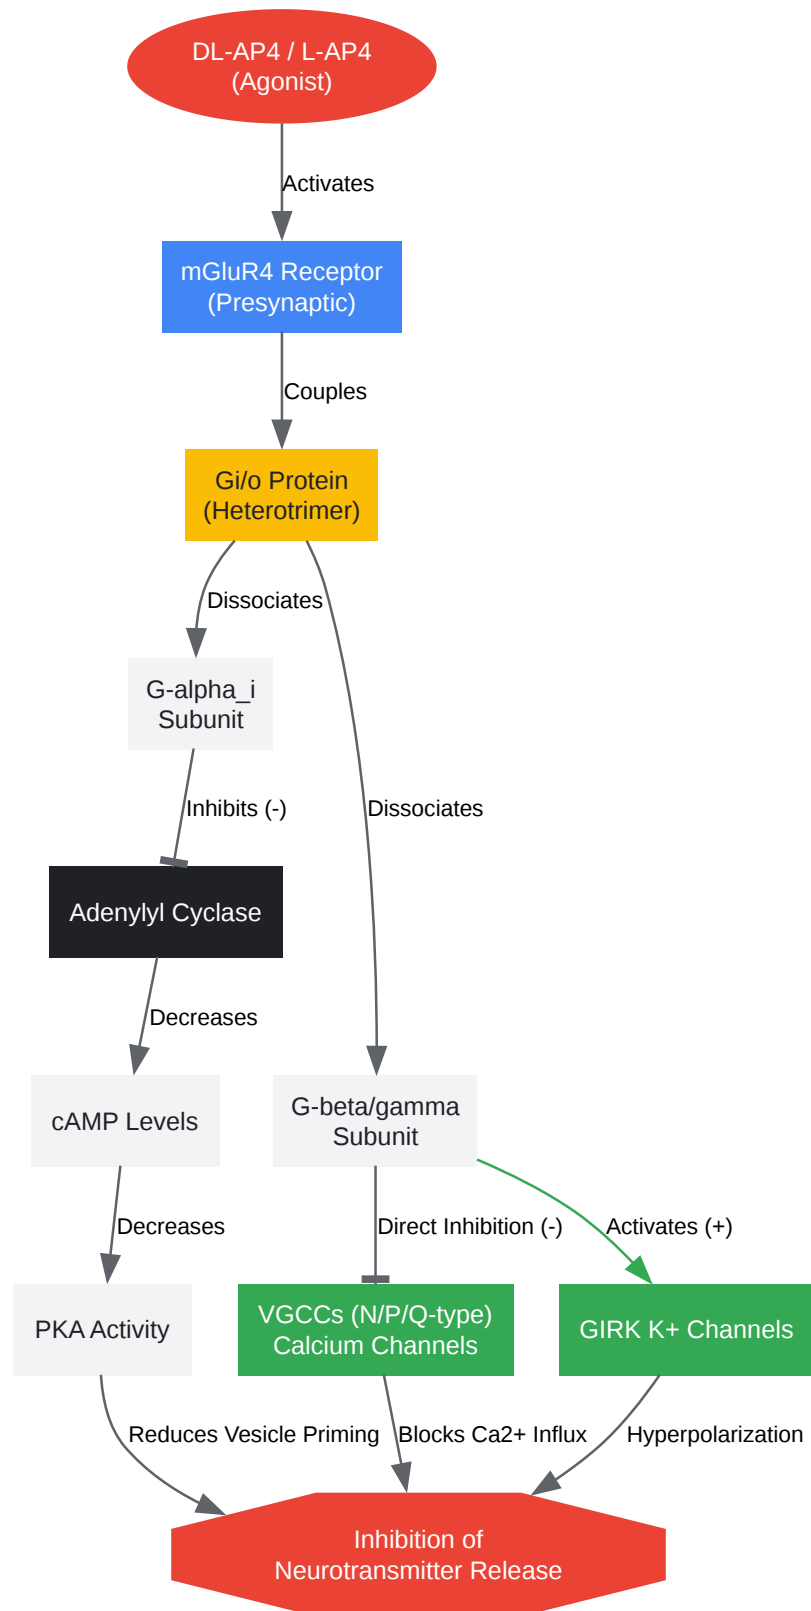 DL-AP4 / L-AP4
(Agonist)
Activates
mGluR4 Receptor
(Presynaptic)
Couples
Gi/o Protein
(Heterotrimer)
Dissociates
G-alpha_i
Subunit
Inhibits (-)
Dissociates
Adenylyl Cyclase
Decreases
cAMP Levels
G-beta/gamma
Subunit
Decreases
Direct Inhibition (-)
Activates (+)
PKA Activity
VGCCs (N/P/Q-type)
Calcium Channels
GIRK K+ Channels
Reduces Vesicle Priming
Blocks Ca2+ Influx
Hyperpolarization
Inhibition of
Neurotransmitter Release